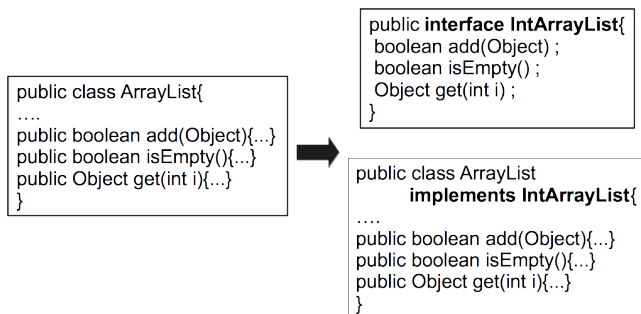 public class ArrayList{
....
public boolean add(Object){...}
public boolean isEmpty(){...}
public Object get(int i){...}
}
public interface IntArrayList{
boolean add(Object) ;
boolean isEmpty() ;
Object get(int i) ;
}
public class ArrayList
implements IntArrayList{
....
public boolean add(Object){...}
public boolean isEmpty(){...}
public Object get(int i){...}
}